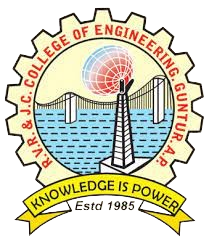 R.V.R. & J.C. COLLEGE OF ENGINEERING, GUNTUR, A.P.
KNOWLEDGE IS POWER
Estd 1985